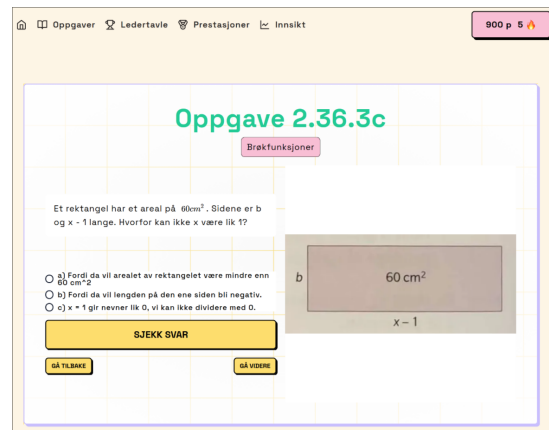 Oppgaver Ledertavle Prestasjoner Innsikt
900 p 5
Oppgave 2.36.3c
Brøkfunksjoner
Et rektangel har et areal på 60cm². Sidene er b
og x - 1 lange. Hvorfor kan ikke x være lik 1?
a) Fordi da vil arealet av rektangelet være mindre enn
60 cm^2
b) Fordi da vil lengden på den ene siden bli negativ.
c) x = 1 gir nevner lik 0, vi kan ikke dividere med 0.
SJEKK SVAR
GÅ TILBAKE
GÅ VIDERE
b
60 cm²
x – 1